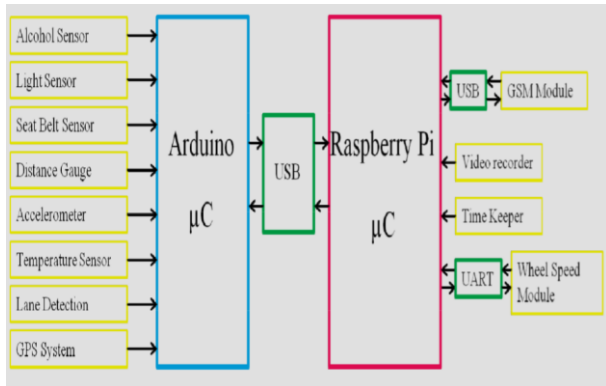 Alcohol Sensor
Light Sensor
Seat Belt Sensor
Distance Gauge
Accelerometer
Temperature Sensor
Lane Detection
GPS System
Arduino
µC
USB
Raspberry Pi
µC
USB
GSM Module
Video recorder
Time Keeper
UART
Wheel Speed
Module